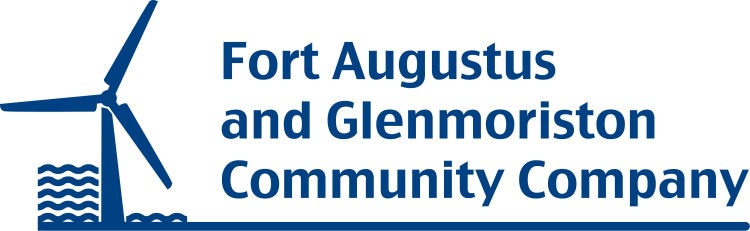 Fort Augustus
and Glenmoriston
Community Company